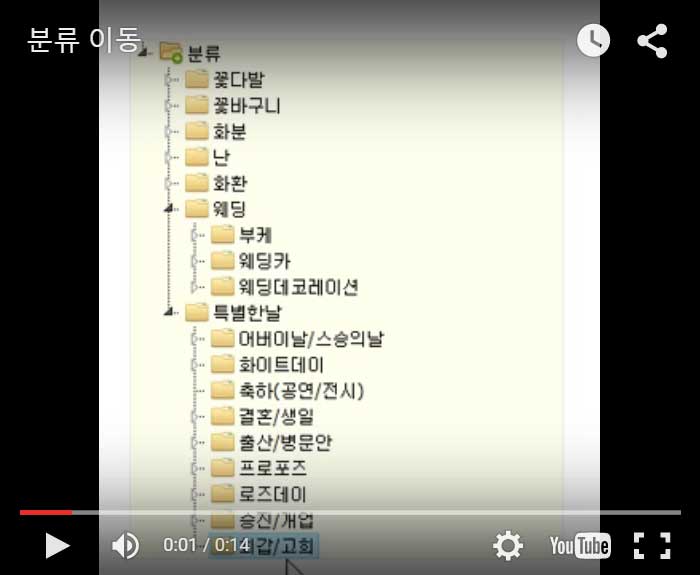 분류 이동
분류
꽃다발
꽃바구니
화분
난
화환
웨딩
부케
웨딩카
웨딩데코레이션
특별한날
어버이날/스승의날
화이트데이
축하(공연/전시)
결혼/생일
출산/병문안
프로포즈
로즈데이
승진/개업
회갑/고희
0:01 / 0:14
YouTube